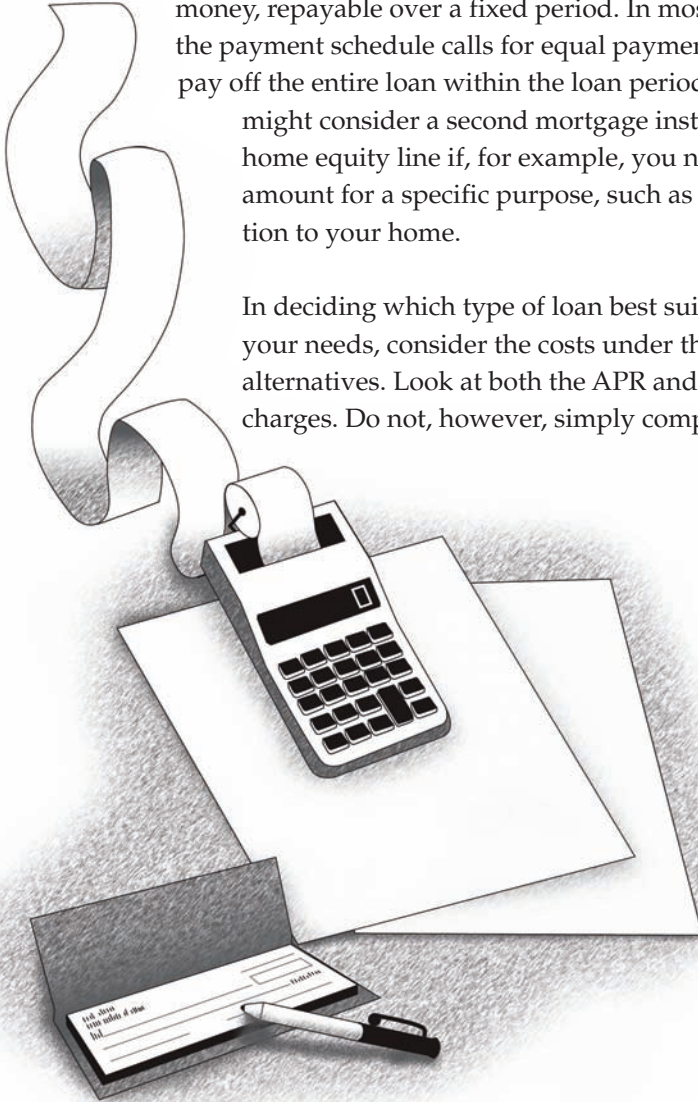 money, repayable over a fixed period. In mos
the payment schedule calls for equal paymen
pay off the entire loan within the loan period
might consider a second mortgage inst
home equity line if, for example, you n
amount for a specific purpose, such as
tion to your home.
In deciding which type of loan best sui
your needs, consider the costs under th
alternatives. Look at both the APR and
charges. Do not, however, simply comp
0